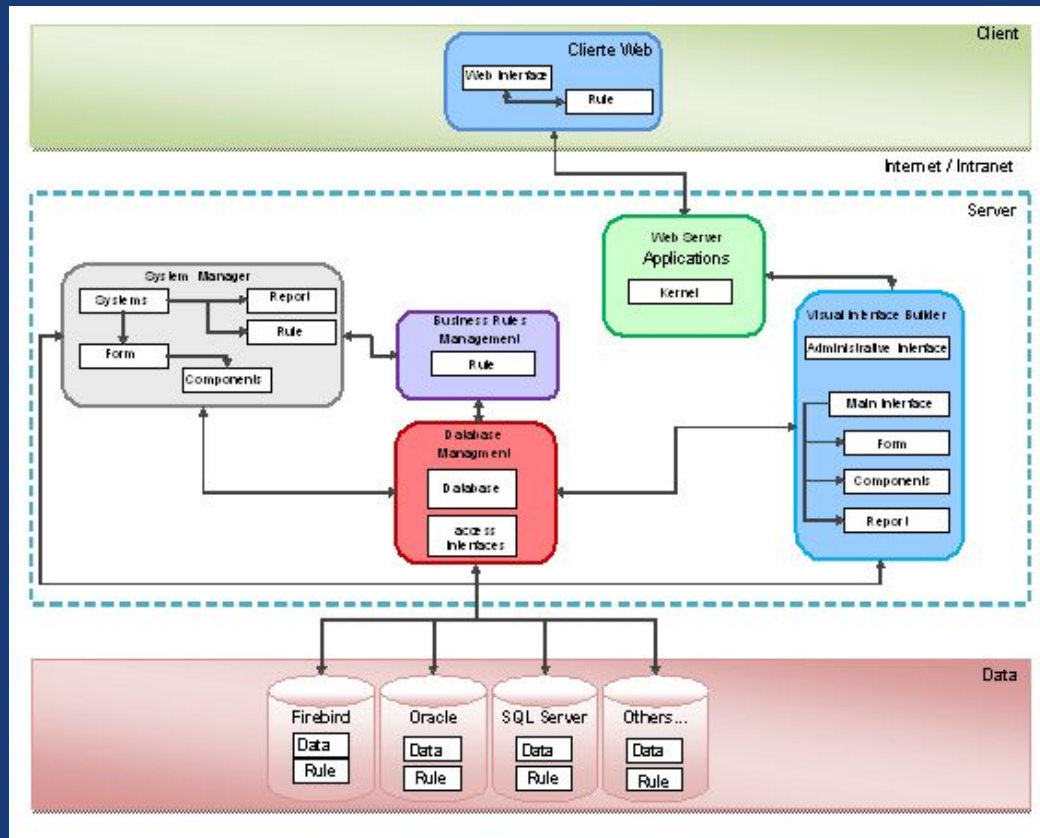 Client
Clierte Web
Web Interface
Rule
Internet / Intranet
Server
Web Server
Applications
Kernel
System Manager
Systems
Report
Rule
Form
Components
Business Rules
Management
Rule
Visual Interface Builder
Administrative Interface
Main Interface
Form
Components
Report
Database
Managment
Database
access
Interfaces
Data
Firebird
Data
Rule
Oracle
Data
Rule
SQL Server
Data
Rule
Others...
Data
Rule